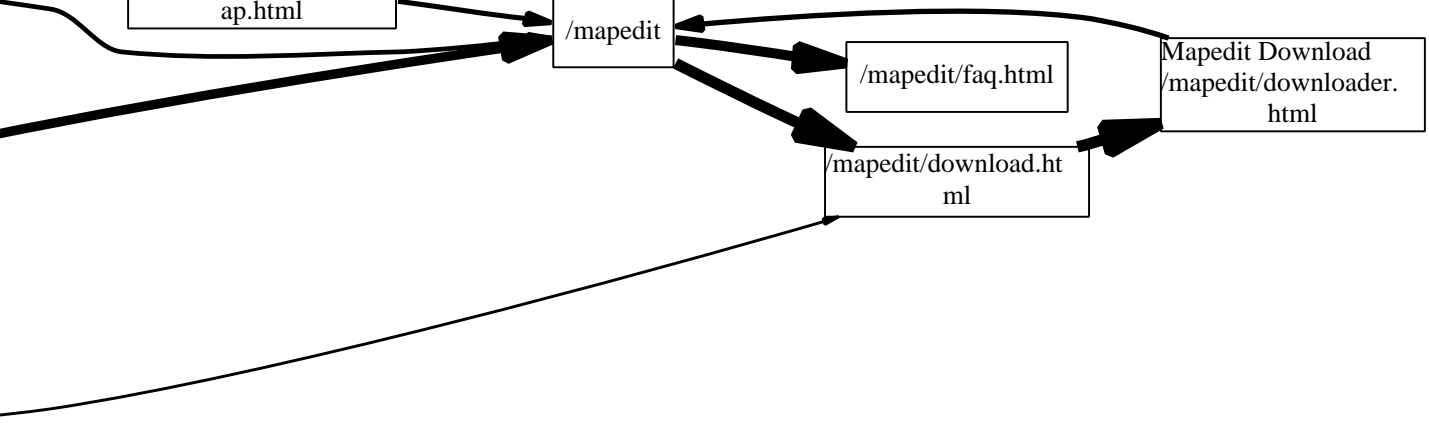 ap.html
/mapedit
/mapedit/faq.html
Mapedit Download
/mapedit/downloader.
html
/mapedit/download.ht
ml